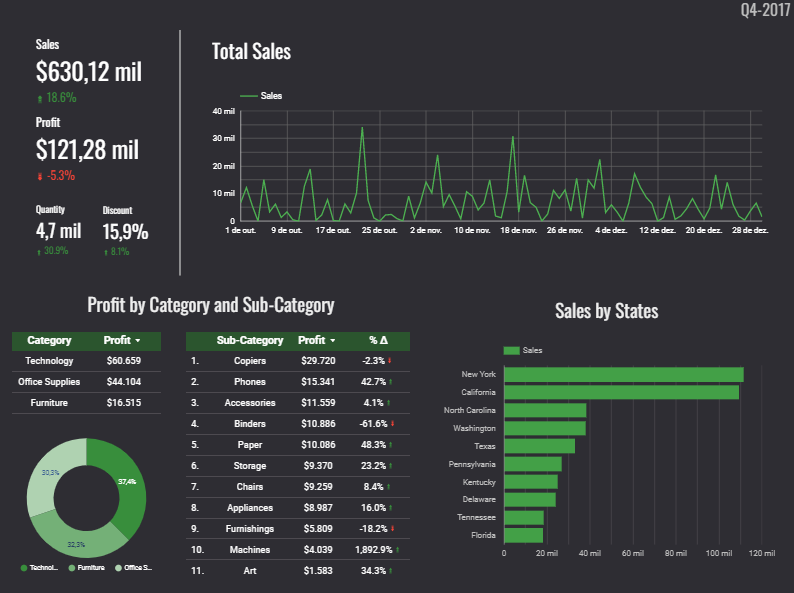 Q4-2017
Sales
$630,12 mil
18.6%
Profit
$121,28 mil
-5.3%
Quantity
4,7 mil
30.9%
Discount
15,9%
8.1%
Total Sales
Sales
40 mil
30 mil
20 mil
10 mil
0
1 de out. 9 de out. 17 de out. 25 de out. 2 de nov. 10 de nov. 18 de nov. 26 de nov. 4 de dez. 12 de dez. 20 de dez. 28 de dez.
Profit by Category and Sub-Category
Category Profit
Technology $60.659
Office Supplies $44.104
Furniture $16.515
37,4%
32,3%
30,3%
Technol... Furniture Office S...
Sub-Category Profit % Δ
1. Copiers $29.720 -2.3%
2. Phones $15.341 42.7%
3. Accessories $11.559 4.1%
4. Binders $10.886 -61.6%
5. Paper $10.086 48.3%
6. Storage $9.370 23.2%
7. Chairs $9.259 8.4%
8. Appliances $8.987 16.0%
9. Furnishings $5.809 -18.2%
10. Machines $4.039 1,892.9%
11. Art $1.583 34.3%
Sales by States
Sales
New York
California
North Carolina
Washington
Texas
Pennsylvania
Kentucky
Delaware
Tennessee
Florida
0 20 mil 40 mil 60 mil 80 mil 100 mil 120 mil